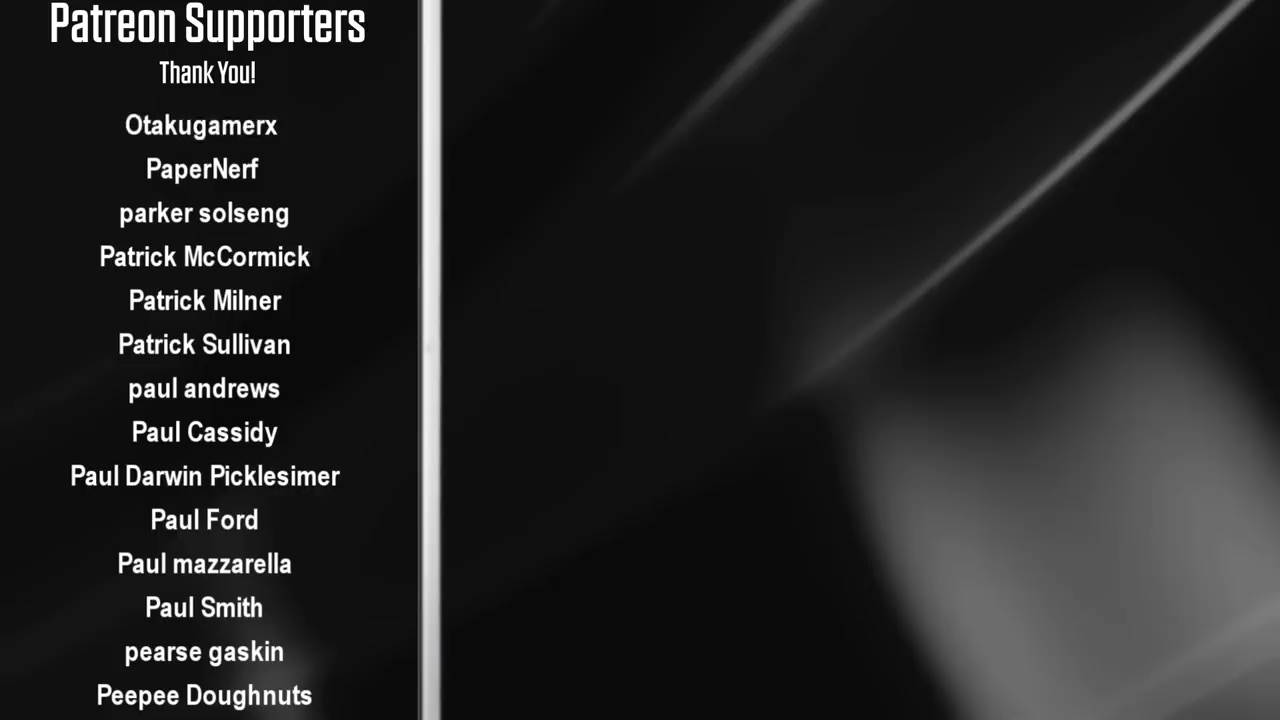 Patreon Supporters
Thank You!
Otakugamerx
PaperNerf
parker solseng
Patrick McCormick
Patrick Milner
Patrick Sullivan
paul andrews
Paul Cassidy
Paul Darwin Picklesimer
Paul Ford
Paul mazzarella
Paul Smith
pearse gaskin
Peepee Doughnuts